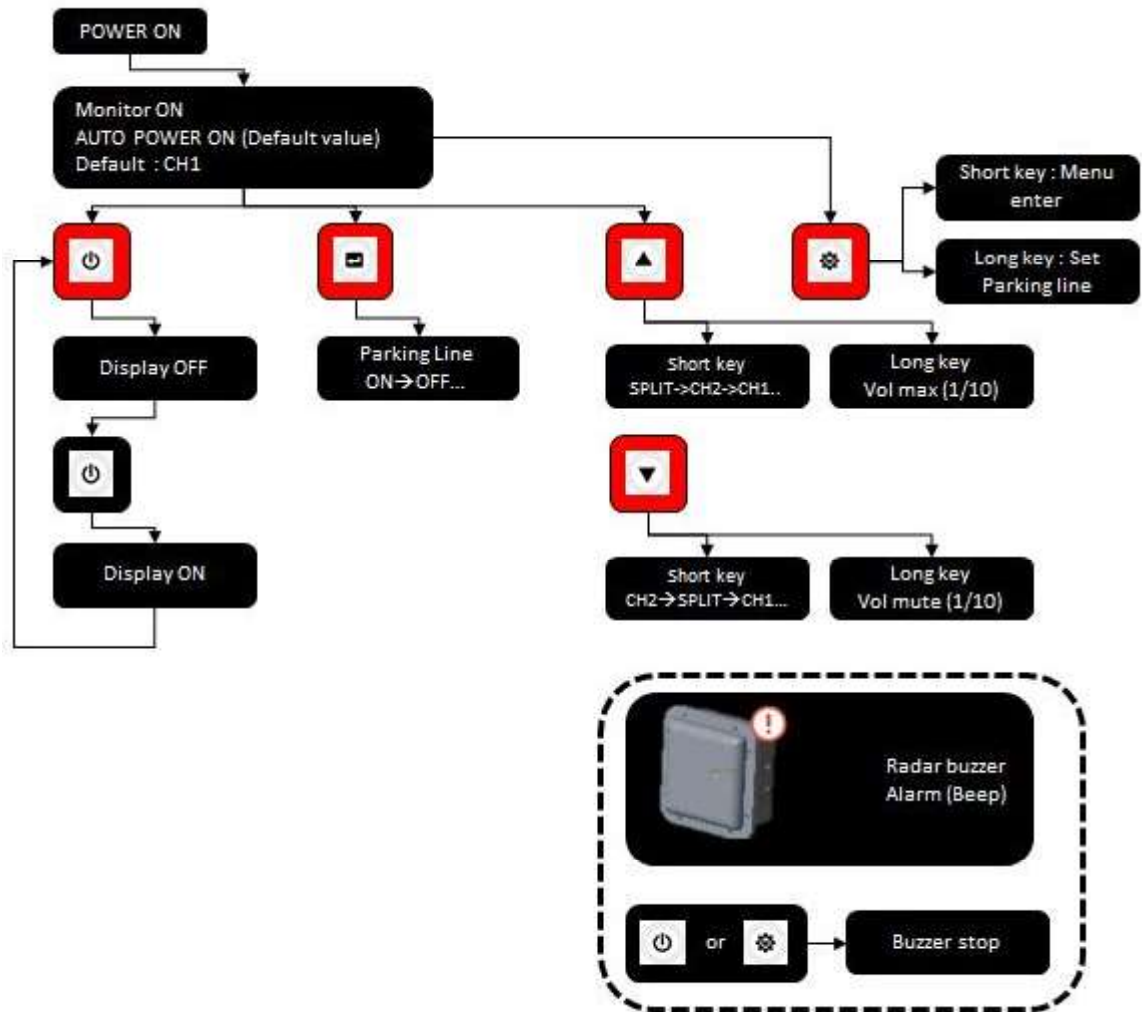 POWER ON
Monitor ON
AUTO POWER ON (Default value)
Default : CH1
Short key : Menu
enter
Long key : Set
Parking line
Display OFF
Parking Line
ON→OFF...
Short key
SPLIT->CH2->CH1..
Long key
Vol max (1/10)
Display ON
Short key
CH2→SPLIT→CH1...
Long key
Vol mute (1/10)
!
Radar buzzer
Alarm (Beep)
or
Buzzer stop